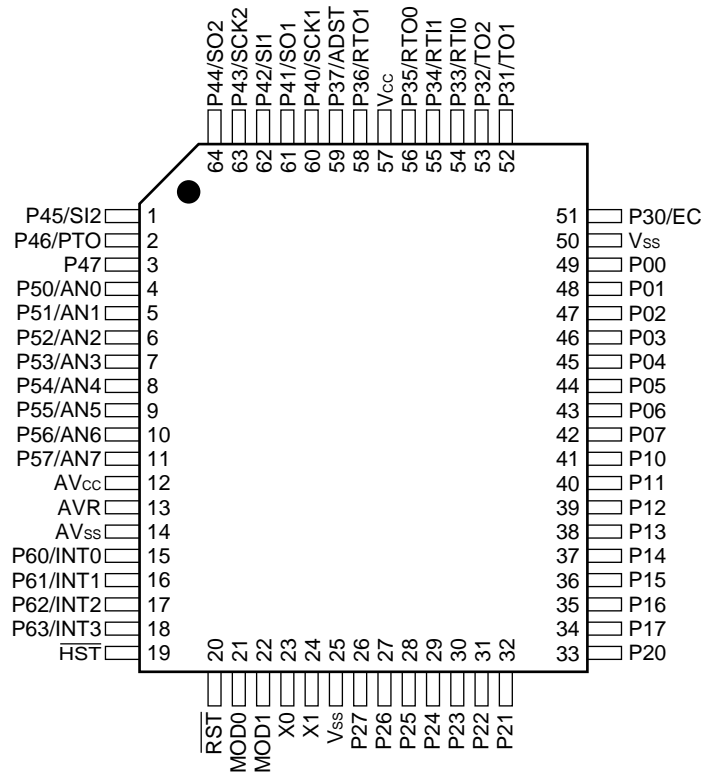 P44/SO2
P43/SCK2
P42/SI1
P41/SO1
P40/SCK1
P37/ADST
P36/RTO1
Vcc
P35/RTO0
P34/RTI1
P33/RTI0
P32/TO2
P31/TO1
64 63 62 61 60 59 58 57 56 55 54 53 52
P45/SI2 1
P46/PTO 2
P47 3
P50/AN0 4
P51/AN1 5
P52/AN2 6
P53/AN3 7
P54/AN4 8
P55/AN5 9
P56/AN6 10
P57/AN7 11
AVcc 12
AVR 13
AVss 14
P60/INT0 15
P61/INT1 16
P62/INT2 17
P63/INT3 18
HST 19
51 P30/EC
50 Vss
49 P00
48 P01
47 P02
46 P03
45 P04
44 P05
43 P06
42 P07
41 P10
40 P11
39 P12
38 P13
37 P14
36 P15
35 P16
34 P17
33 P20
20 21 22 23 24 25 26 27 28 29 30 31 32
RST
MOD0
MOD1
X0
X1
Vss
P27
P26
P25
P24
P23
P22
P21